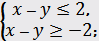 x − y ≤ 2,
x − y ≥ −2;